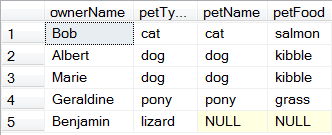 ownerName petTy... petName petFood
1 Bob cat cat salmon
2 Albert dog dog kibble
3 Marie dog dog kibble
4 Geraldine pony pony grass
5 Benjamin lizard NULL NULL